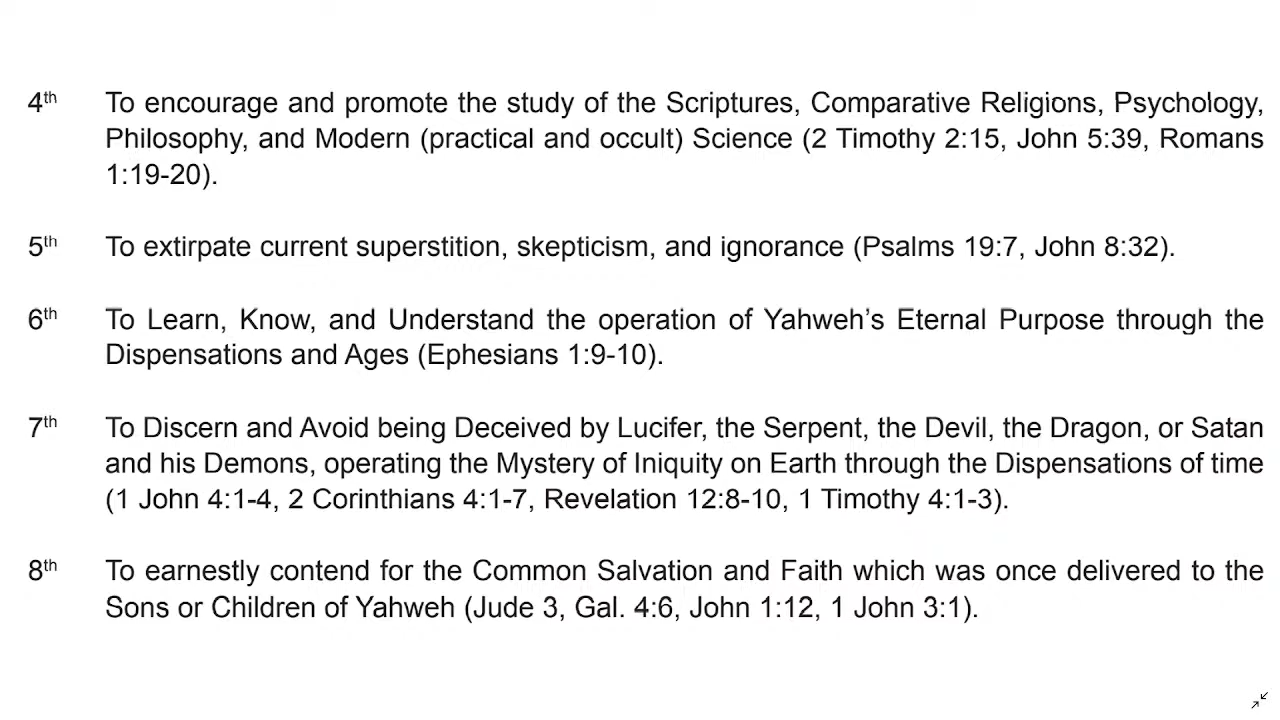 4th To encourage and promote the study of the Scriptures, Comparative Religions, Psychology,
Philosophy, and Modern (practical and occult) Science (2 Timothy 2:15, John 5:39, Romans
1:19-20).
5th To extirpate current superstition, skepticism, and ignorance (Psalms 19:7, John 8:32).
6th To Learn, Know, and Understand the operation of Yahweh’s Eternal Purpose through the
Dispensations and Ages (Ephesians 1:9-10).
7th To Discern and Avoid being Deceived by Lucifer, the Serpent, the Devil, the Dragon, or Satan
and his Demons, operating the Mystery of Iniquity on Earth through the Dispensations of time
(1 John 4:1-4, 2 Corinthians 4:1-7, Revelation 12:8-10, 1 Timothy 4:1-3).
8th To earnestly contend for the Common Salvation and Faith which was once delivered to the
Sons or Children of Yahweh (Jude 3, Gal. 4:6, John 1:12, 1 John 3:1).